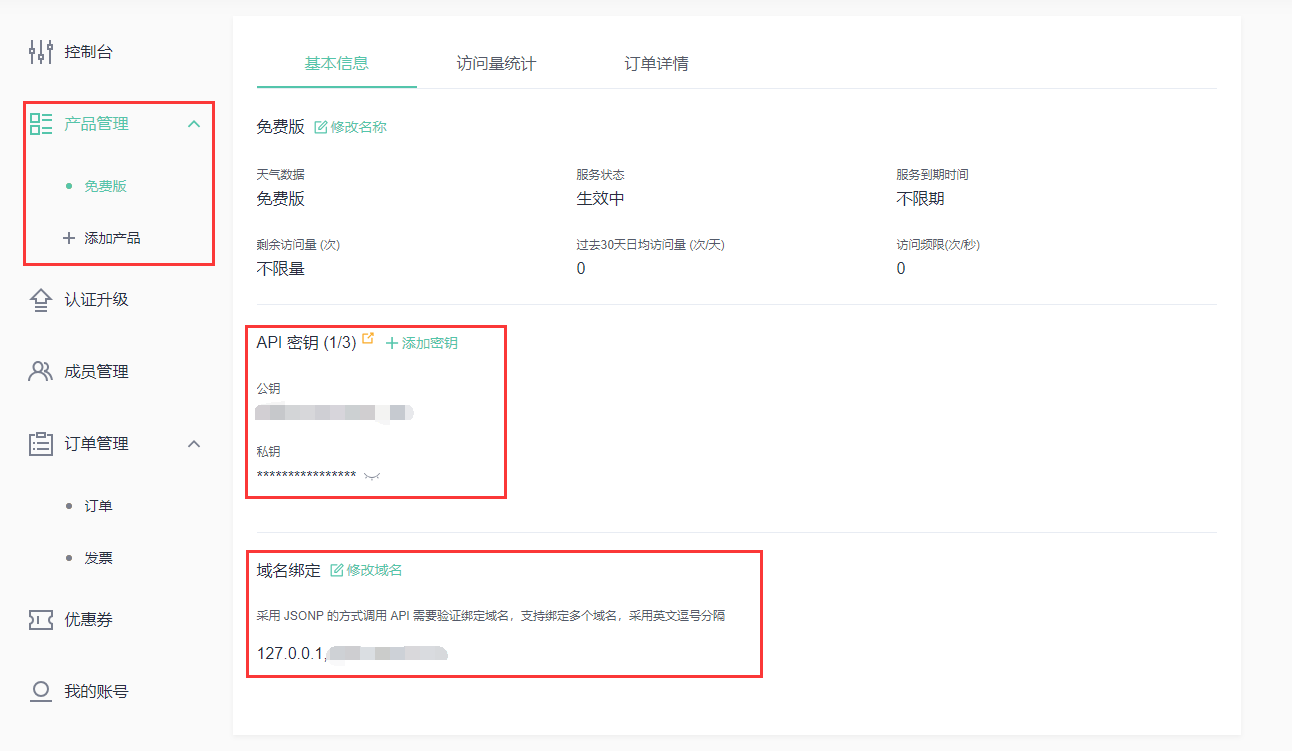 控制台
产品管理
免费版
添加产品
认证升级
成员管理
订单管理
订单
发票
优惠券
我的账号
基本信息 访问量统计 订单详情
免费版 修改名称
天气数据 服务状态 服务到期时间
免费版 生效中 不限期
剩余访问量 (次) 过去30天日均访问量 (次/天) 访问频限(次/秒)
不限量 0 0
API 密钥 (1/3) 添加密钥
公钥
私钥
****************
域名绑定 修改域名
采用 JSONP 的方式调用 API 需要验证绑定域名，支持绑定多个域名，采用英文逗号分隔
127.0.0.1,